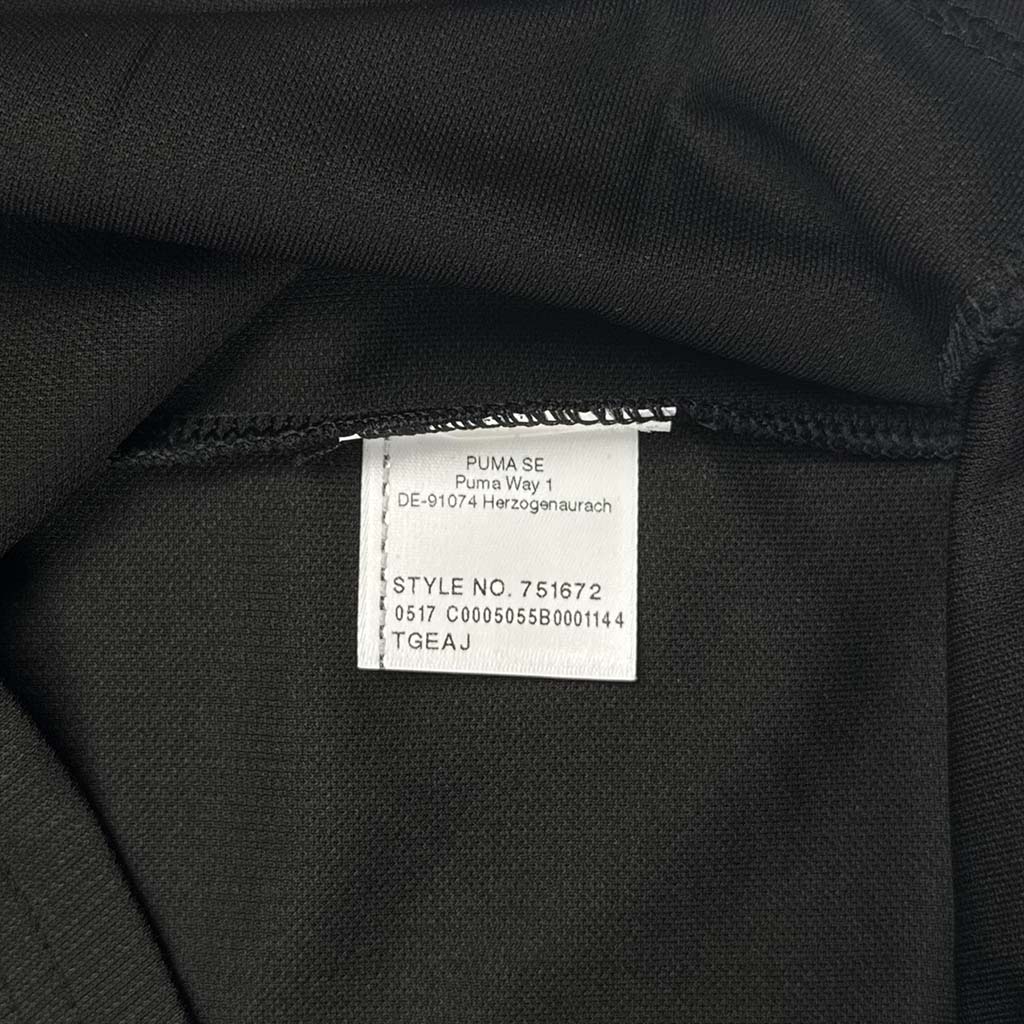 PUMA SE
Puma Way 1
DE-91074 Herzogenaurach
STYLE NO. 751672
0517 C0005055B0001144
TGEAJ